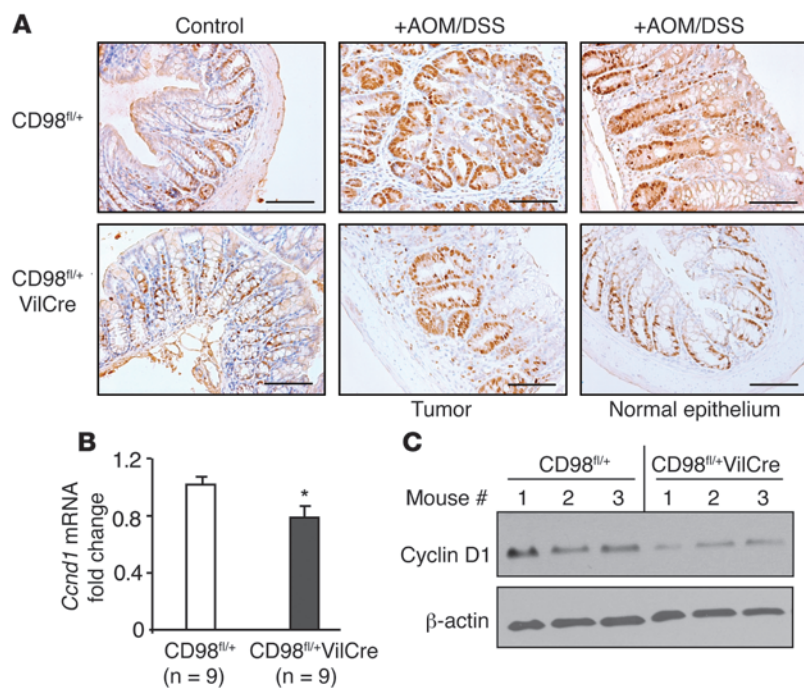 A
Control
+AOM/DSS
+AOM/DSS
CD98fl/+
CD98fl/+
VilCre
Tumor
Normal epithelium
B
Ccnd1 mRNA
fold change
1.2
0.8
0.4
0
*
CD98fl/+
(n = 9)
CD98fl/+VilCre
(n = 9)
C
CD98fl/+
CD98fl/+VilCre
Mouse #
1 2 3
1 2 3
Cyclin D1
β-actin